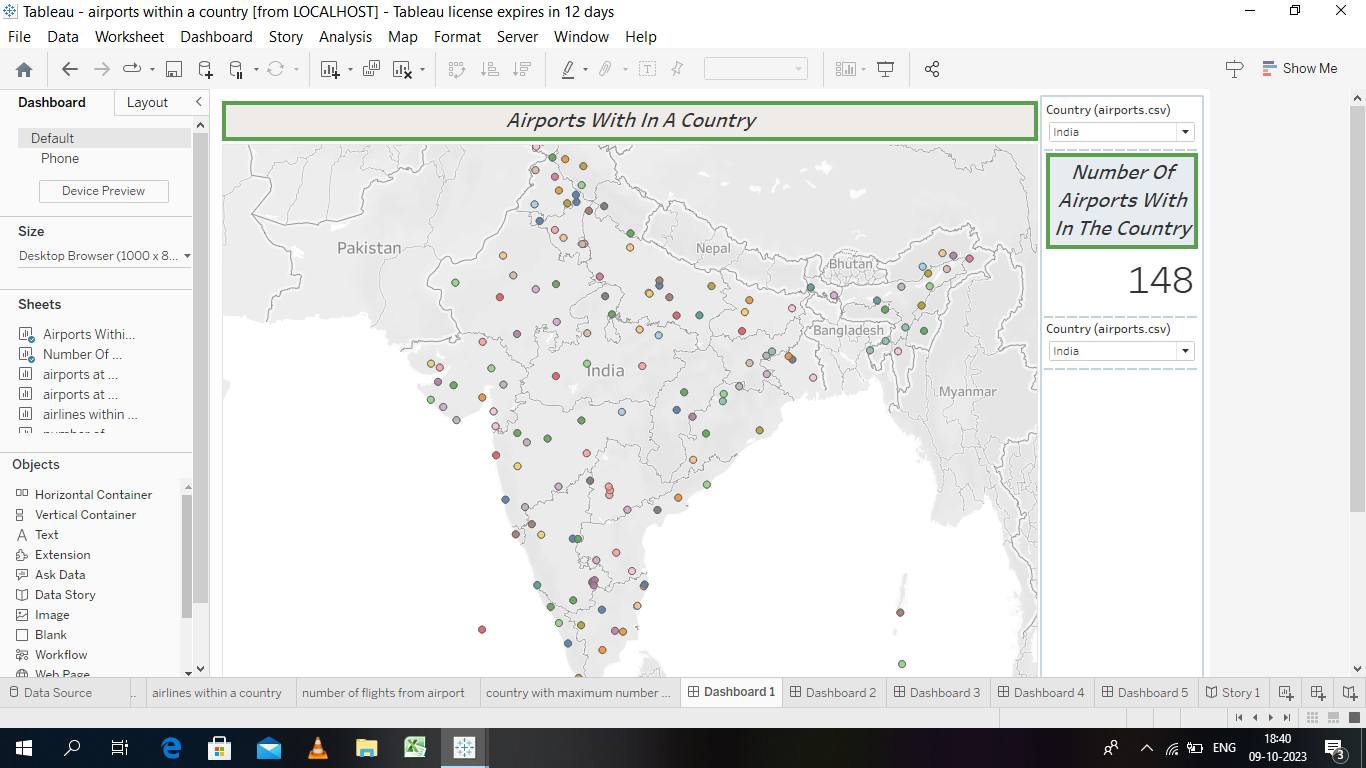 Tableau - airports within a country [from LOCALHOST] - Tableau license expires in 12 days
File Data Worksheet Dashboard Story Analysis Map Format Server Window Help
Show Me
Dashboard Layout
Default
Phone
Device Preview
Size
Desktop Browser (1000 x 8...
Sheets
Airports Withi...
Number Of ...
airports at ...
airports at ...
airlines within ...
number of
Objects
Horizontal Container
Vertical Container
Text
Extension
Ask Data
Data Story
Image
Blank
Workflow
Web Page
Airports With In A Country
Pakistan
Nepal
Bhutan
Bangladesh
India
Myanmar
Country (airports.csv)
India
Number Of
Airports With
In The Country
148
Country (airports.csv)
India
Data Source .. airlines within a country number of flights from airport country with maximum number ... Dashboard 1 Dashboard 2 Dashboard 3 Dashboard 4 Dashboard 5 Story 1
ENG
18:40
09-10-2023
3